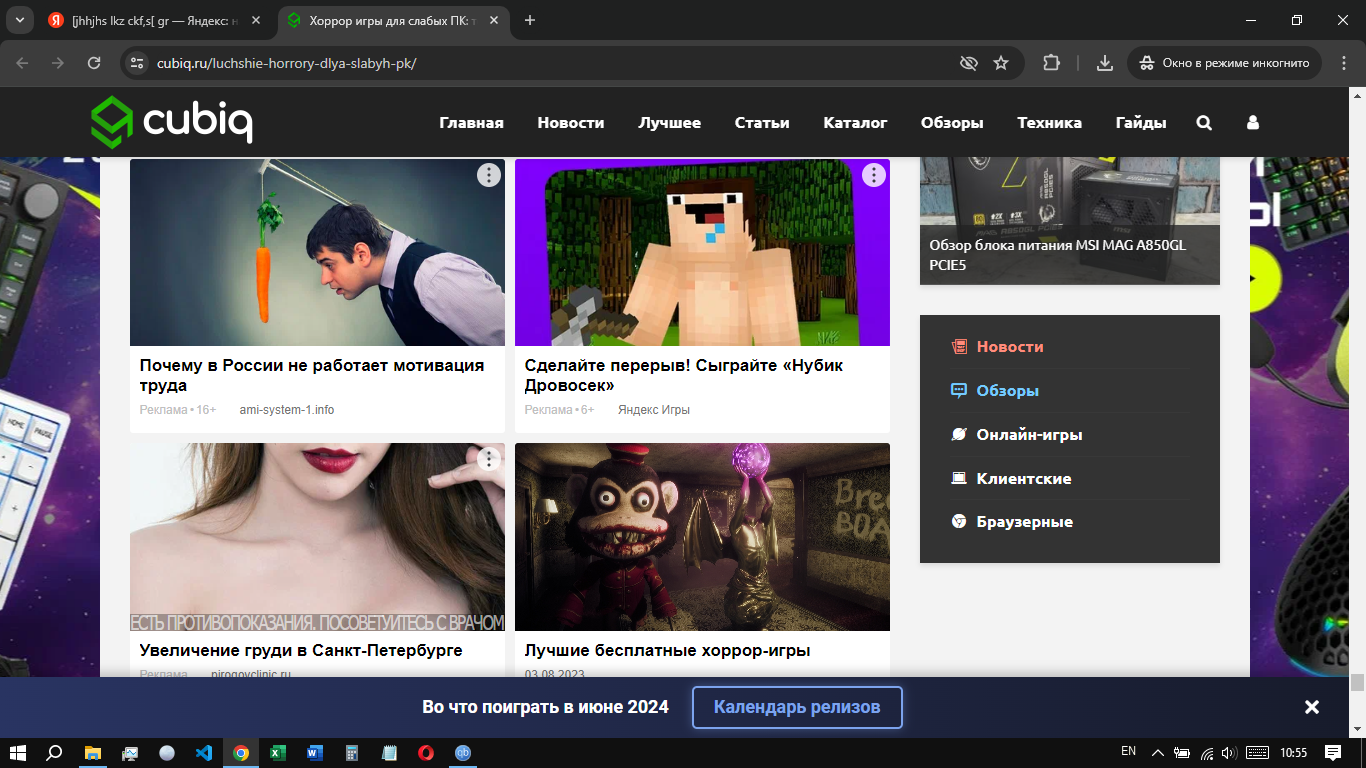 [jhhjhs lkz ckf,s[ gr — Яндекс: н
Хоррор игры для слабых ПК: т
cubiq.ru/luchshie-horrory-dlya-slabyh-pk/
Окно в режиме инкогнито
cubiq
Главная
Новости
Лучшее
Статьи
Каталог
Обзоры
Техника
Гайды
Почему в России не работает мотивация
труда
Реклама • 16+
ami-system-1.info
Сделайте перерыв! Сыграйте «Нубик
Дровосек»
Реклама • 6+
Яндекс Игры
ЕСТЬ ПРОТИВОПОКАЗАНИЯ. ПОСОВЕТУЙТЕСЬ С ВРАЧОМ
Увеличение груди в Санкт-Петербурге
Реклама
pirogovclinic.ru
Лучшие бесплатные хоррор-игры
03.08.2023
Обзор блока питания MSI MAG A850GL
PCIE5
Новости
Обзоры
Онлайн-игры
Клиентские
Браузерные
HOME
PAUSE
Во что поиграть в июне 2024
Календарь релизов
EN
10:55